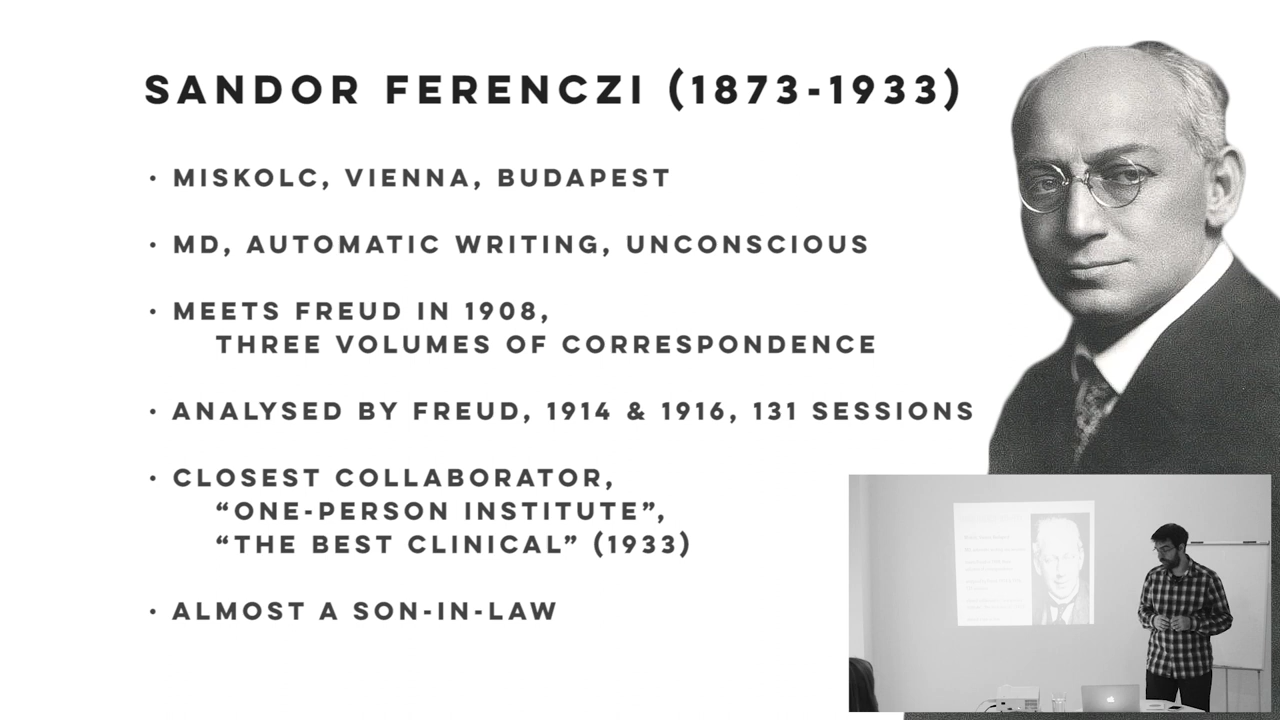 SANDOR FERENCZI (1873-1933)
• MISKOLC, VIENNA, BUDAPEST
• MD, AUTOMATIC WRITING, UNCONSCIOUS
• MEETS FREUD IN 1908,
THREE VOLUMES OF CORRESPONDENCE
• ANALYSED BY FREUD, 1914 & 1916, 131 SESSIONS
• CLOSEST COLLABORATOR,
“ONE-PERSON INSTITUTE”,
“THE BEST CLINICAL” (1933)
• ALMOST A SON-IN-LAW